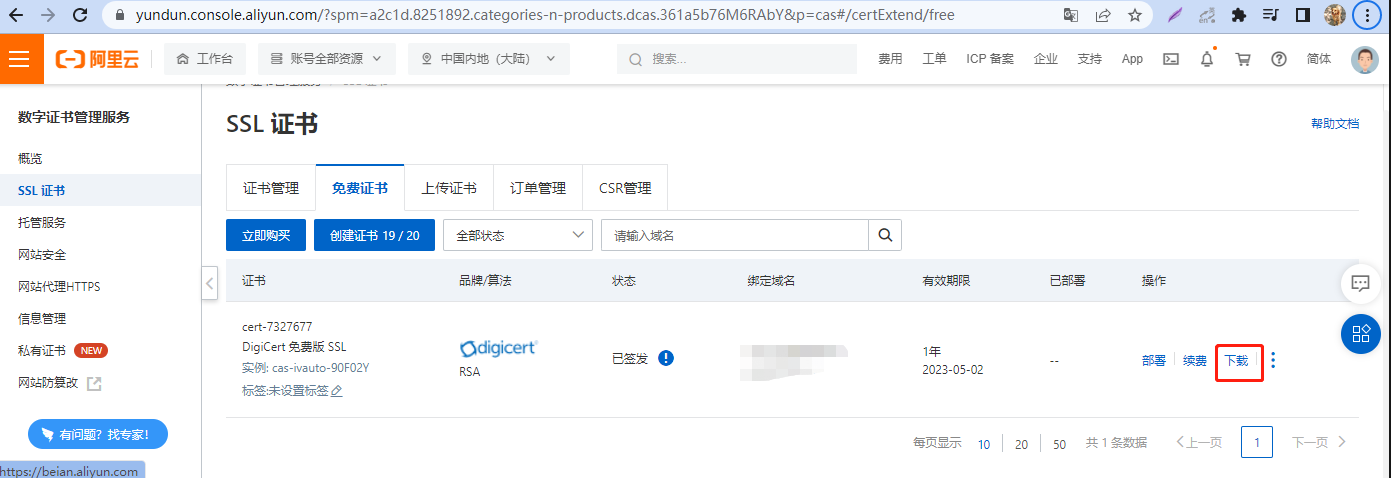 yundun.console.aliyun.com/?spm=a2c1d.8251892.categories-n-products.dcas.361a5b76M6RAbY&p=cas#/certExtend/free
阿里云 工作台 账号全部资源 中国内地（大陆） 搜索... 费用 工单 ICP 备案 企业 支持 App 简体
数字证书管理服务
概览
SSL 证书
托管服务
网站安全
网站代理HTTPS
信息管理
私有证书 NEW
网站防篡改
有问题？找专家！
https://beian.aliyun.com
SSL 证书
帮助文档
证书管理 免费证书 上传证书 订单管理 CSR管理
立即购买 创建证书 19 / 20 全部状态 请输入域名
证书 品牌/算法 状态 绑定域名 有效期限 已部署 操作
cert-7327677
DigiCert 免费版 SSL
实例: cas-ivauto-90F02Y
标签:未设置标签
digicert
RSA
已签发
1年
2023-05-02
--
部署 续费 下载
每页显示 10 20 50 共 1 条数据 上一页 1 下一页